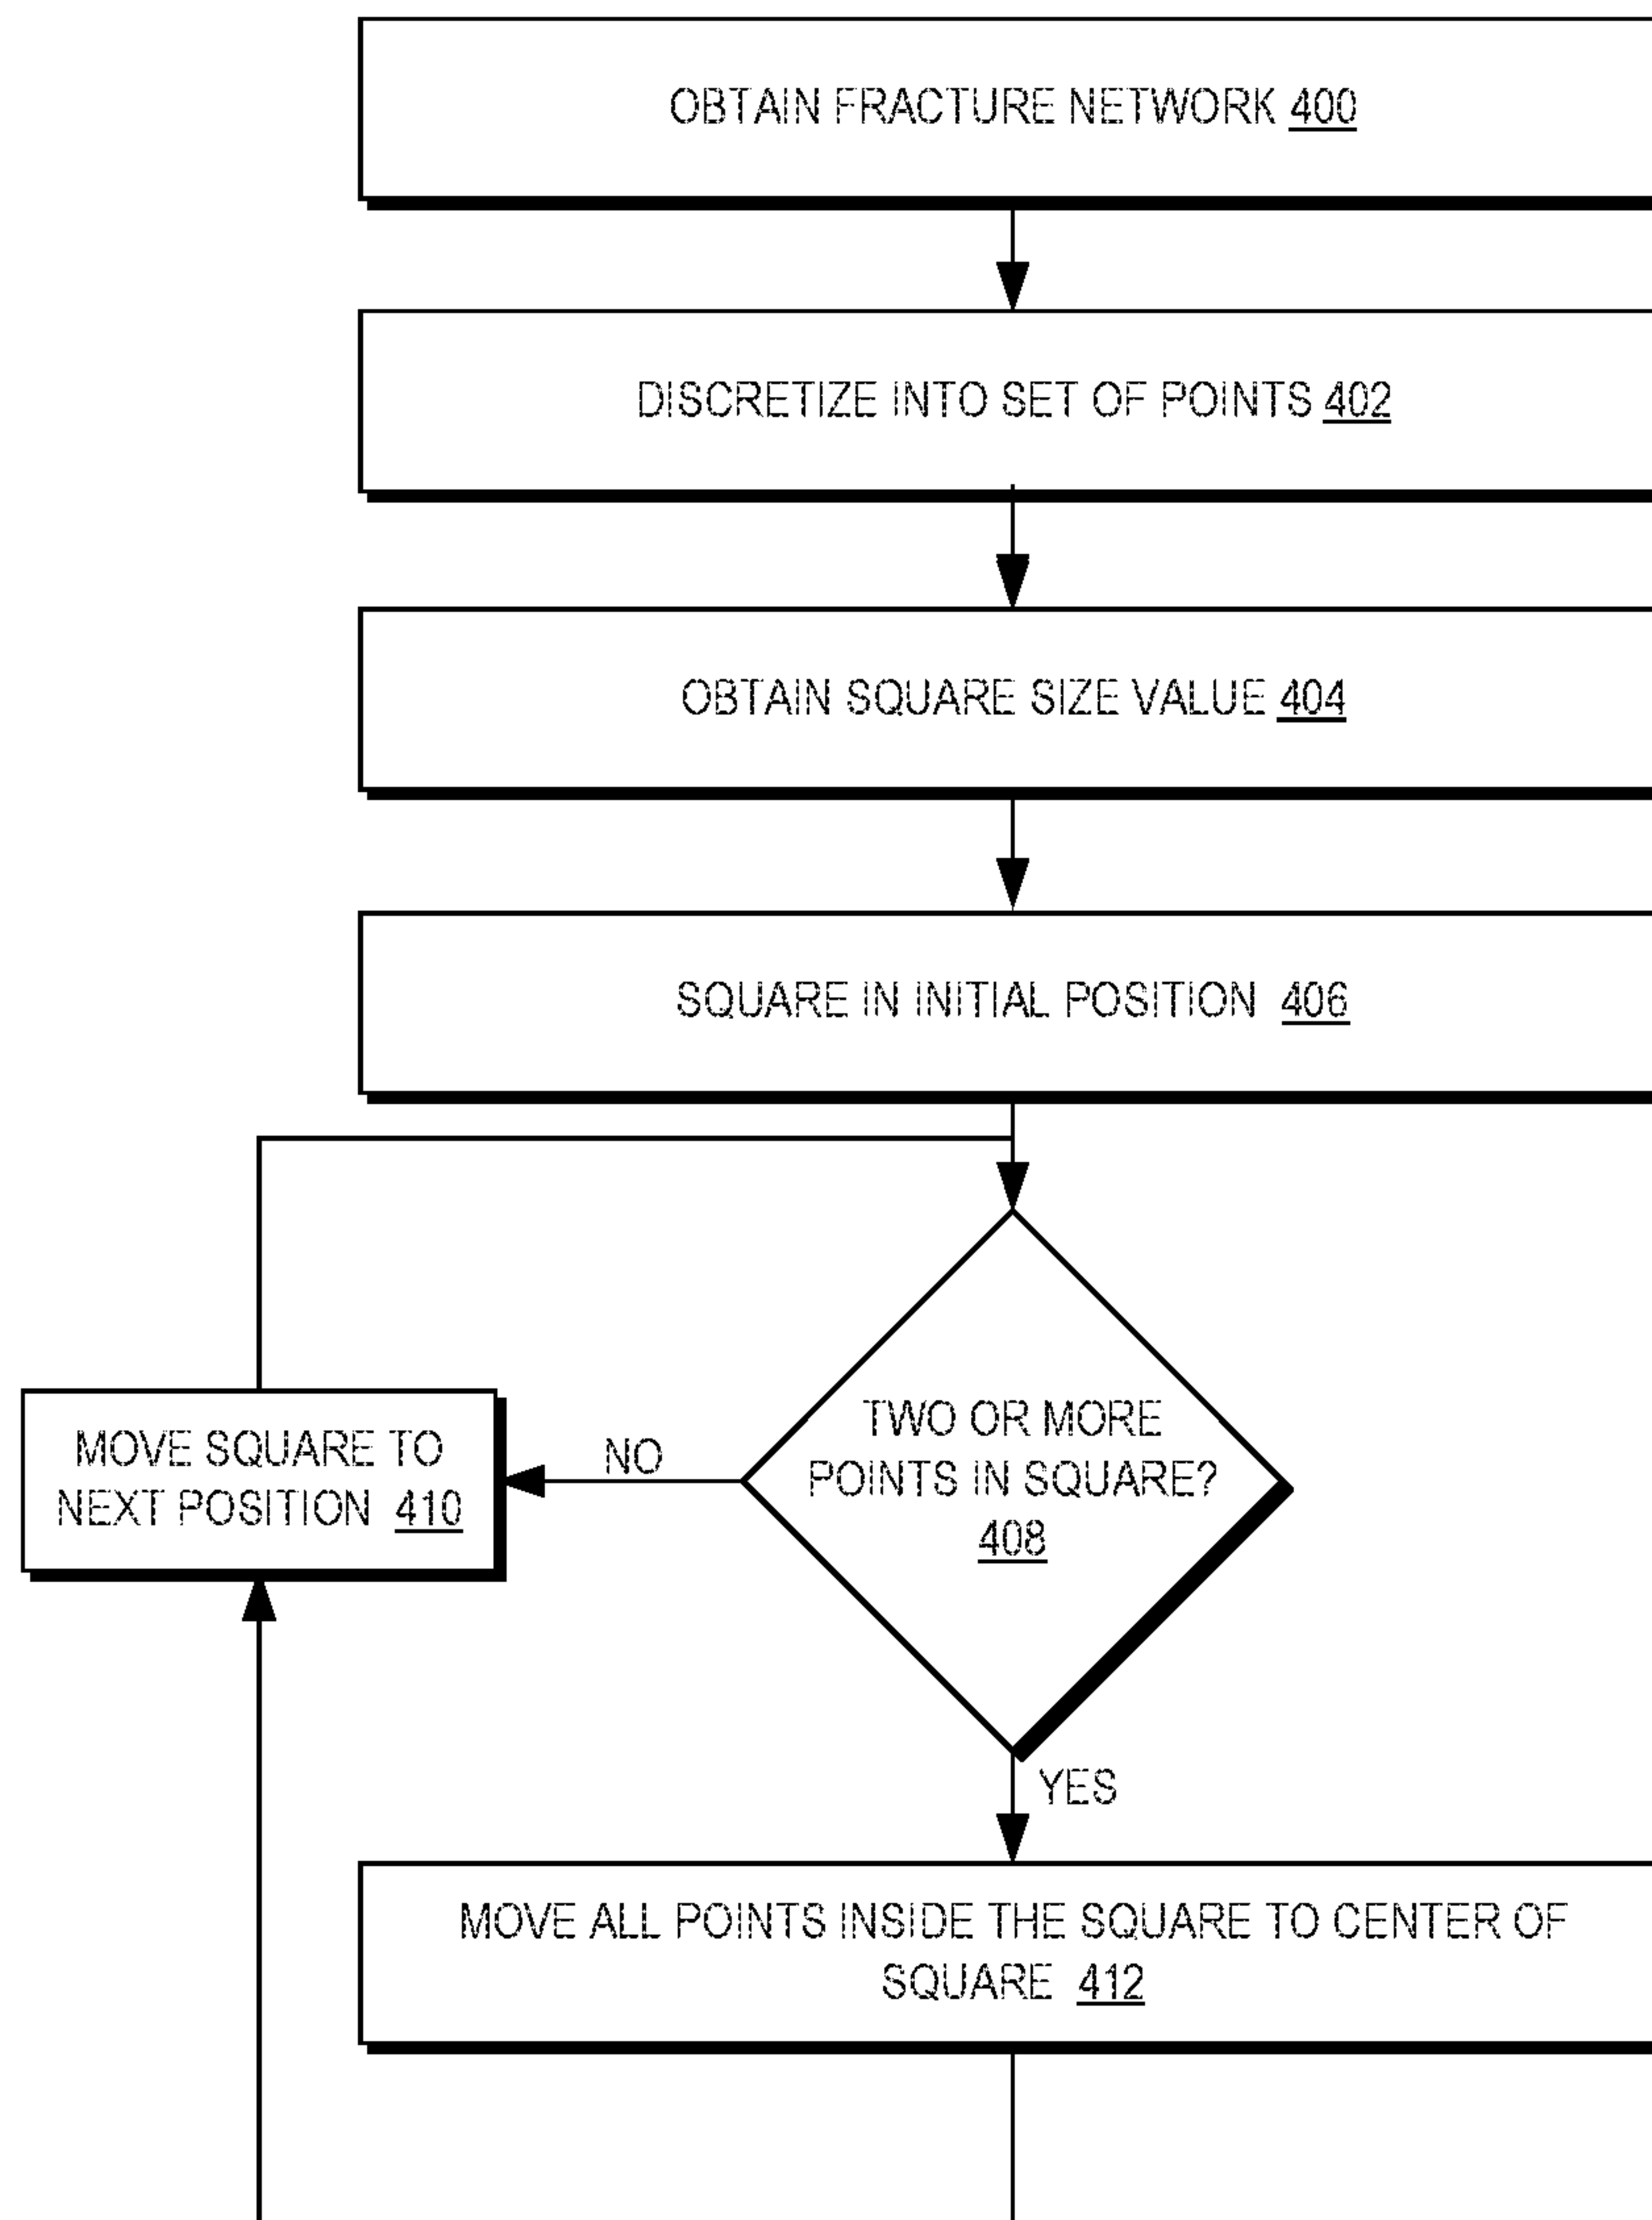 OBTAIN FRACTURE NETWORK 400
DISCRETIZE INTO SET OF POINTS 402
OBTAIN SQUARE SIZE VALUE 404
SQUARE IN INITIAL POSITION 406
TWO OR MORE
POINTS IN SQUARE?
408
NO
MOVE SQUARE TO
NEXT POSITION 410
YES
MOVE ALL POINTS INSIDE THE SQUARE TO CENTER OF
SQUARE 412